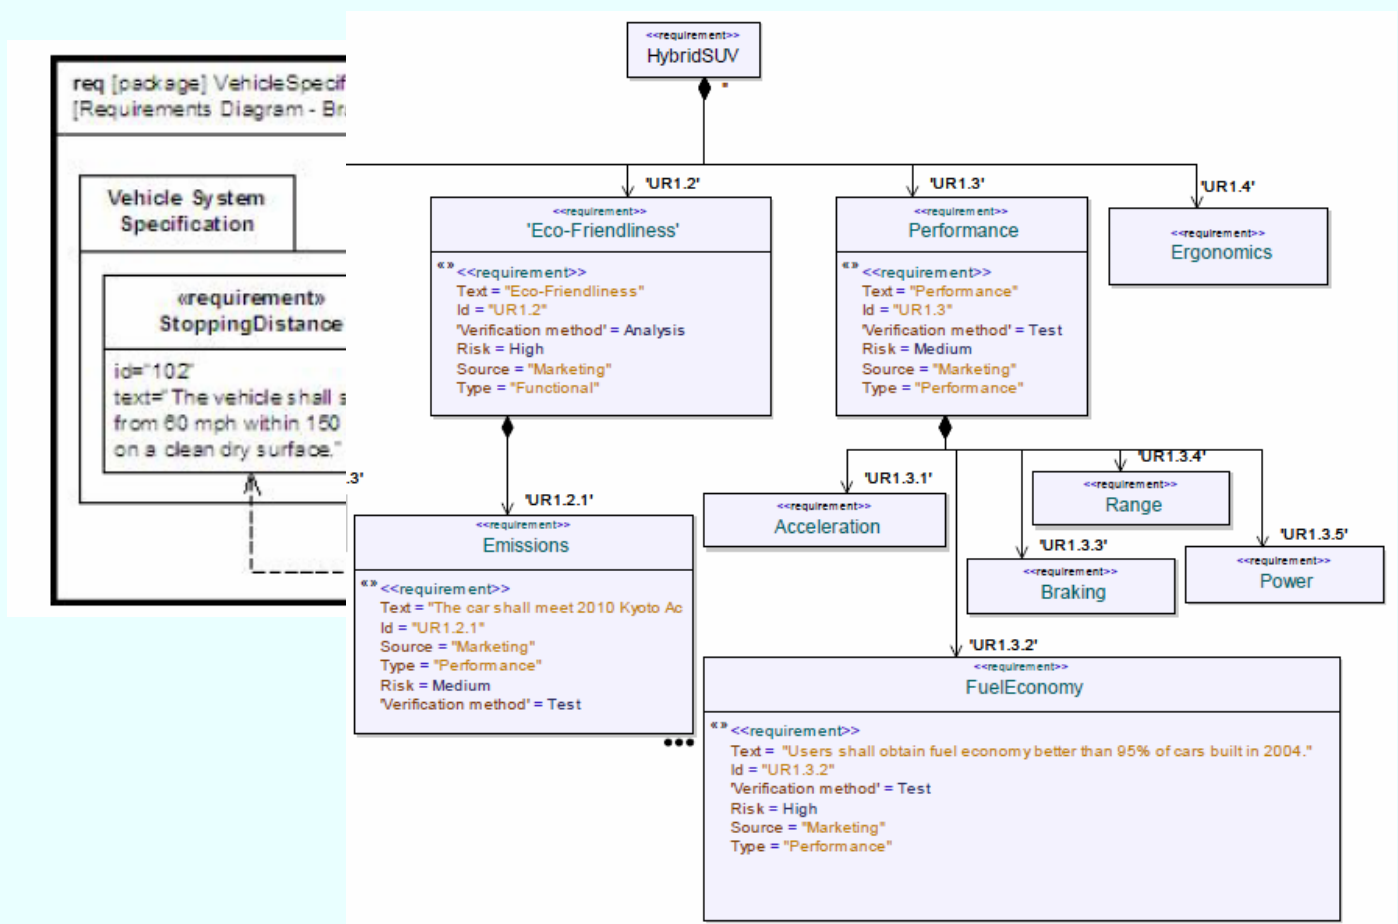 req [package] VehicleSpecif
[Requirements Diagram - Br
Vehicle System
Specification
«requirement»
StoppingDistance
id="102"
text="The vehicle shall s
from 60 mph within 150
on a clean dry surface."
<<requirement>>
HybridSUV
'UR1.2'
<<requirement>>
'Eco-Friendliness'
«»
<<requirement>>
Text = "Eco-Friendliness"
Id = "UR1.2"
'Verification method' = Analysis
Risk = High
Source = "Marketing"
Type = "Functional"
'UR1.3'
<<requirement>>
Performance
«»
<<requirement>>
Text = "Performance"
Id = "UR1.3"
'Verification method' = Test
Risk = Medium
Source = "Marketing"
Type = "Performance"
'UR1.4'
<<requirement>>
Ergonomics
.3'
'UR1.2.1'
<<requirement>>
Emissions
«»
<<requirement>>
Text = "The car shall meet 2010 Kyoto Ac
Id = "UR1.2.1"
Source = "Marketing"
Type = "Performance"
Risk = Medium
'Verification method' = Test
'UR1.3.1'
<<requirement>>
Acceleration
'UR1.3.4'
<<requirement>>
Range
'UR1.3.3'
<<requirement>>
Braking
'UR1.3.5'
<<requirement>>
Power
'UR1.3.2'
<<requirement>>
FuelEconomy
«»
<<requirement>>
Text = "Users shall obtain fuel economy better than 95% of cars built in 2004."
Id = "UR1.3.2"
'Verification method' = Test
Risk = High
Source = "Marketing"
Type = "Performance"